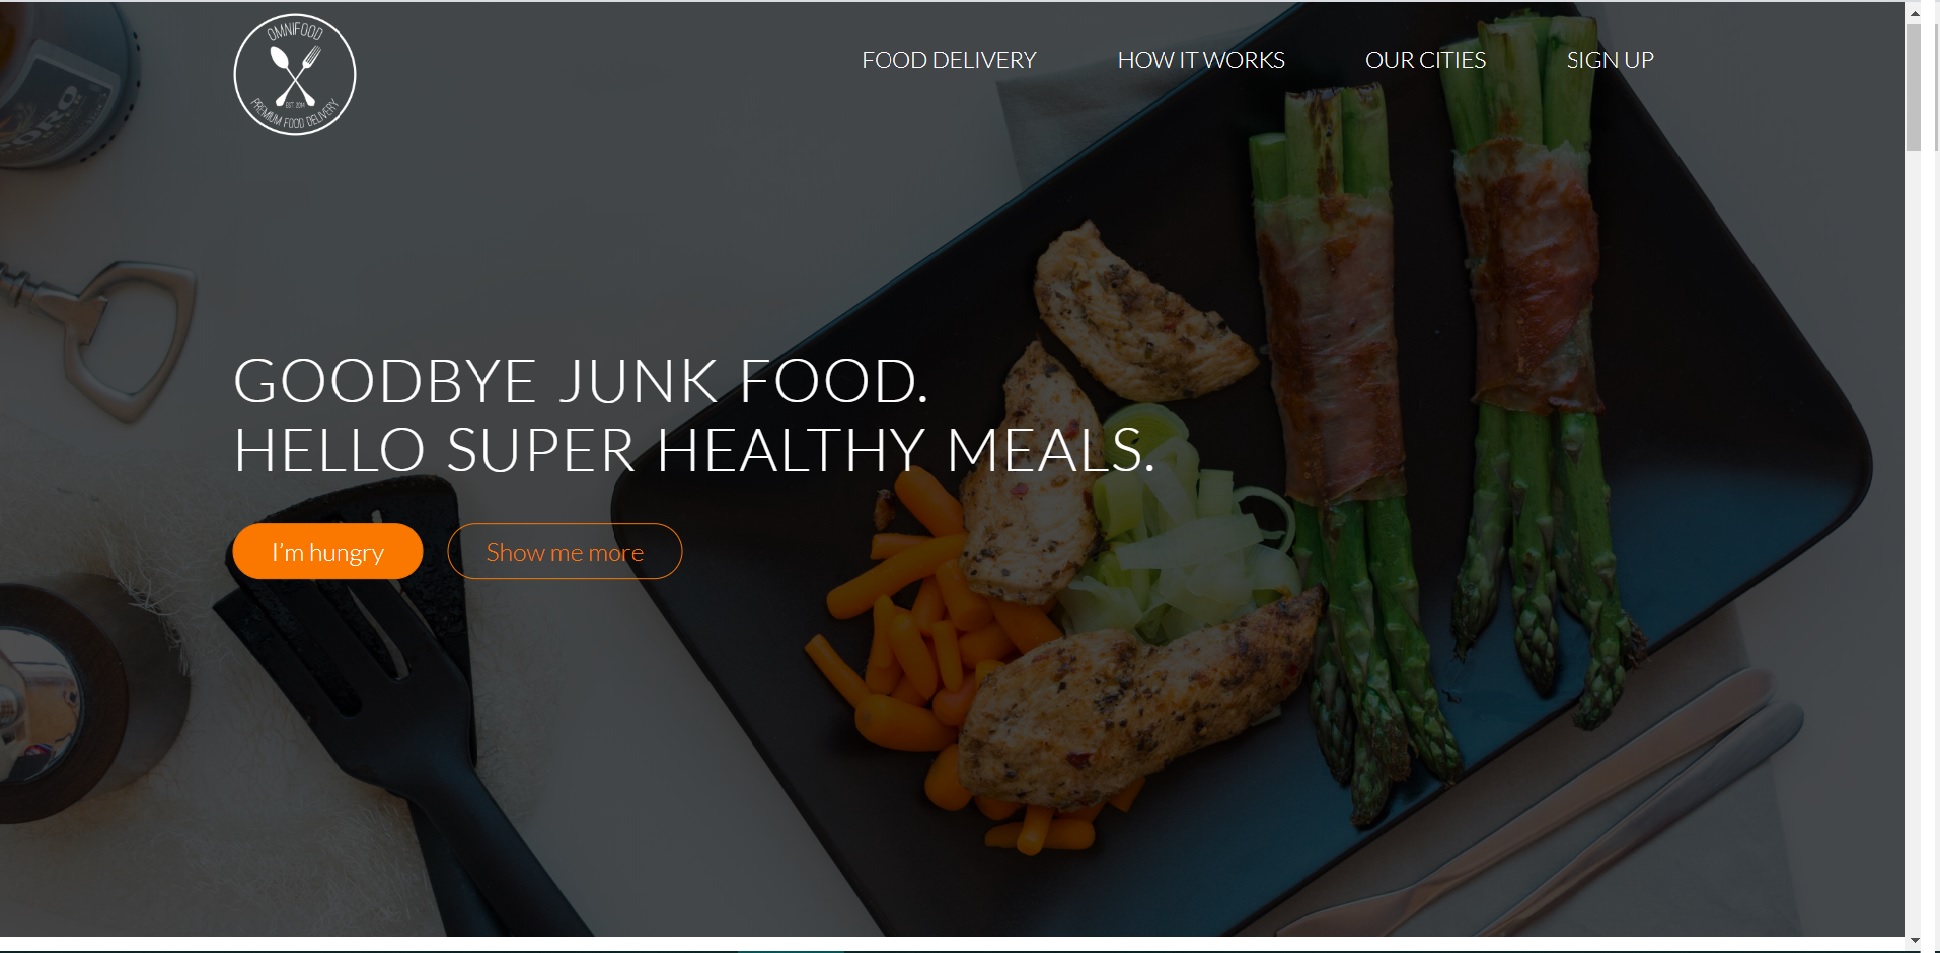 OMNIFOOD
EST 2014
PREMIUM FOOD DELIVERY
FOOD DELIVERY
HOW IT WORKS
OUR CITIES
SIGN UP
GOODBYE JUNK FOOD.
HELLO SUPER HEALTHY MEALS.
I'm hungry
Show me more